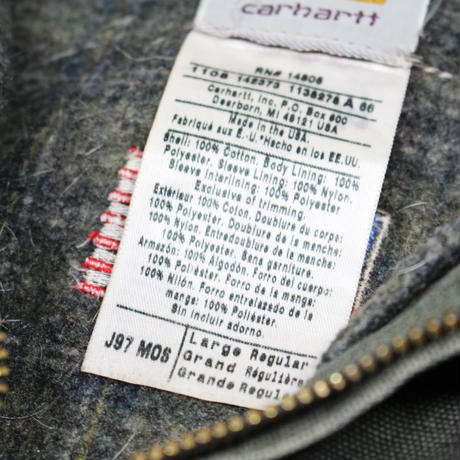 carhartt
RN# 14806
1108 148373 1138276 A 66
Carhartt, Inc. P.O. Box 600
Dearborn, MI 48121 USA
Made in the USA.
Fabriqué aux E.U.*Hecho en los EE.UU.
Shell: 100% Cotton. Body Lining: 100%
Polyester. Sleeve Lining: 100% Nylon.
Sleeve Interlining: 100% Polyester
Exclusive of trimming.
Extérieur 100% Coton. Doublure du corps:
100% Polyester. Doublure de la manche:
100% Nylon. Entredoublure de la manche:
100% Polyester. Sens garniture.
Armazón: 100% Algodón. Forro del cuerpo:
100% Poliéster. Forro de la manga:
100% Nilón. Forro entrelazado de la
manga: 100% Poliéster.
Sin incluir adorno.
J97 MOS
Large Regular
Grand Régulière
Grande Regu